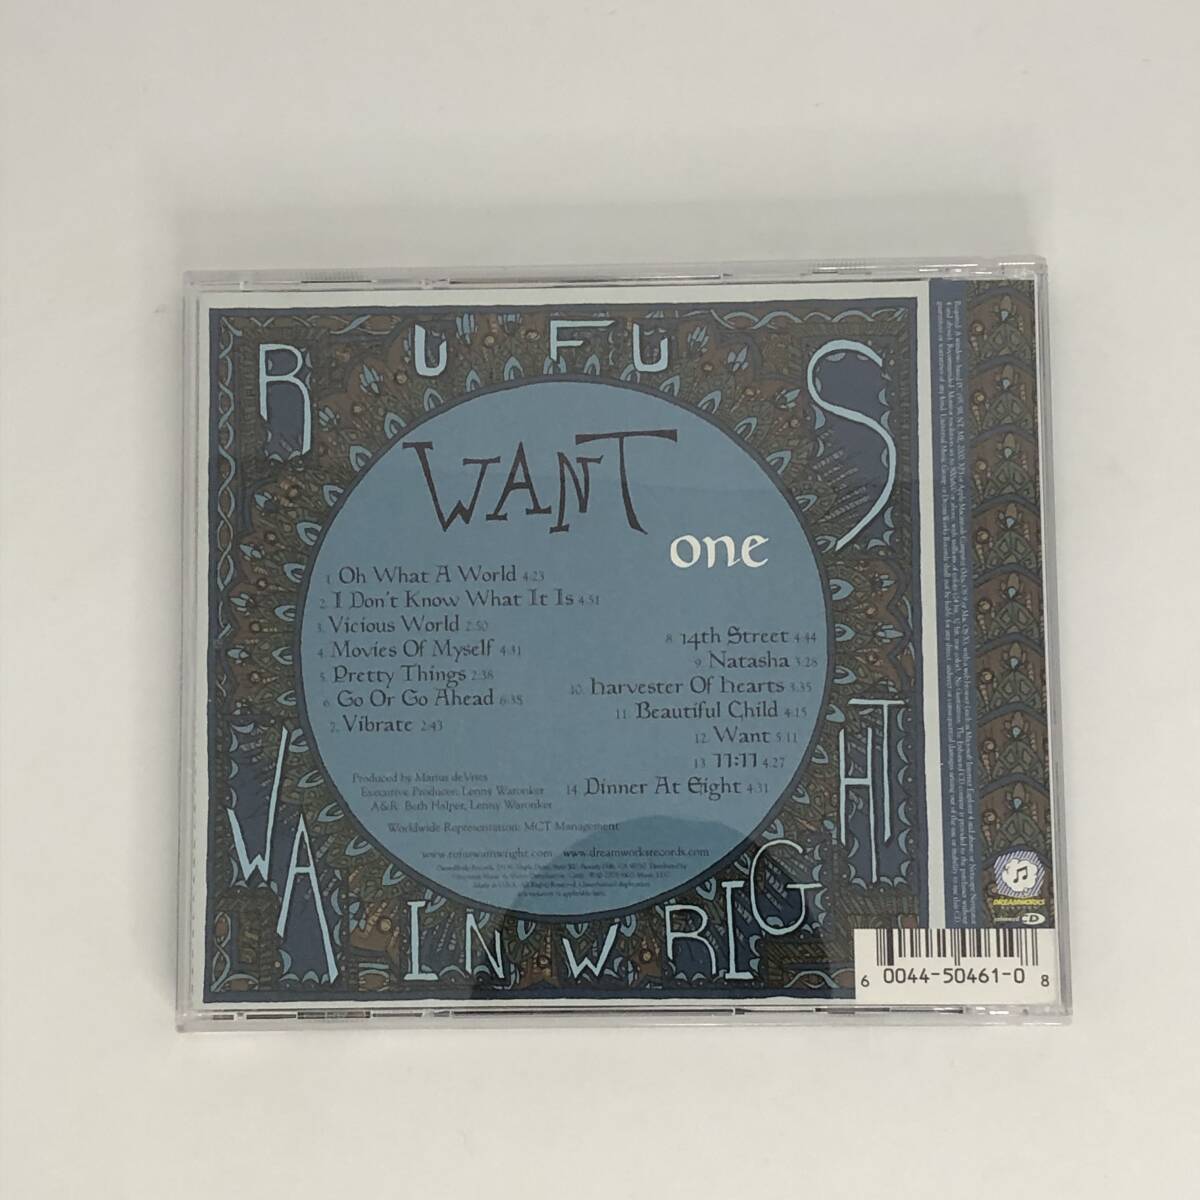 RUFUS
WAINWRIGHT
WANT
one
1. Oh What A World 4:23
2. I Don't Know What It Is 4:51
3. Vicious World 2:50
4. Movies Of Myself 4:31
5. Pretty Things 2:38
6. Go Or Go Ahead 6:38
7. Vibrate 2:43
8. 14th Street 4:44
9. Natasha 3:28
10. Harvester Of Hearts 3:35
11. Beautiful Child 4:15
12. Want 5:11
13. 11:11 4:27
14. Dinner At Eight 4:31
Produced by Marius deVries
Executive Producer: Lenny Waronker
A&R: Beth Halper, Lenny Waronker
Worldwide Representation: MCT Management
www.rufuswainwright.com www.dreamworksrecords.com
DREAMWORKS
RECORDS
enhanced CD
6 0044-50461-0 8